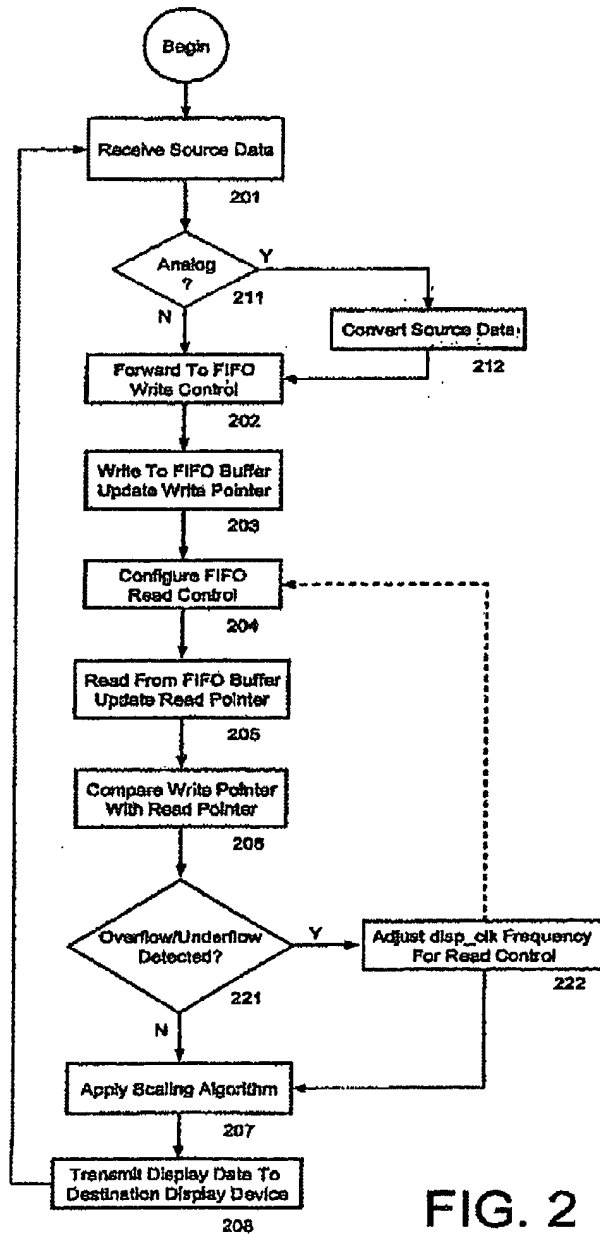 Begin
Receive Source Data
201
Analog
?
Y
211
N
Convert Source Data
212
Forward To FIFO
Write Control
202
Write To FIFO Buffer
Update Write Pointer
203
Configure FIFO
Read Control
204
Read From FIFO Buffer
Update Read Pointer
205
Compare Write Pointer
With Read Pointer
206
Overflow/Underflow
Detected?
Y
221
N
Adjust disp_clk Frequency
For Read Control
222
Apply Scaling Algorithm
207
Transmit Display Data To
Destination Display Device
208
FIG. 2